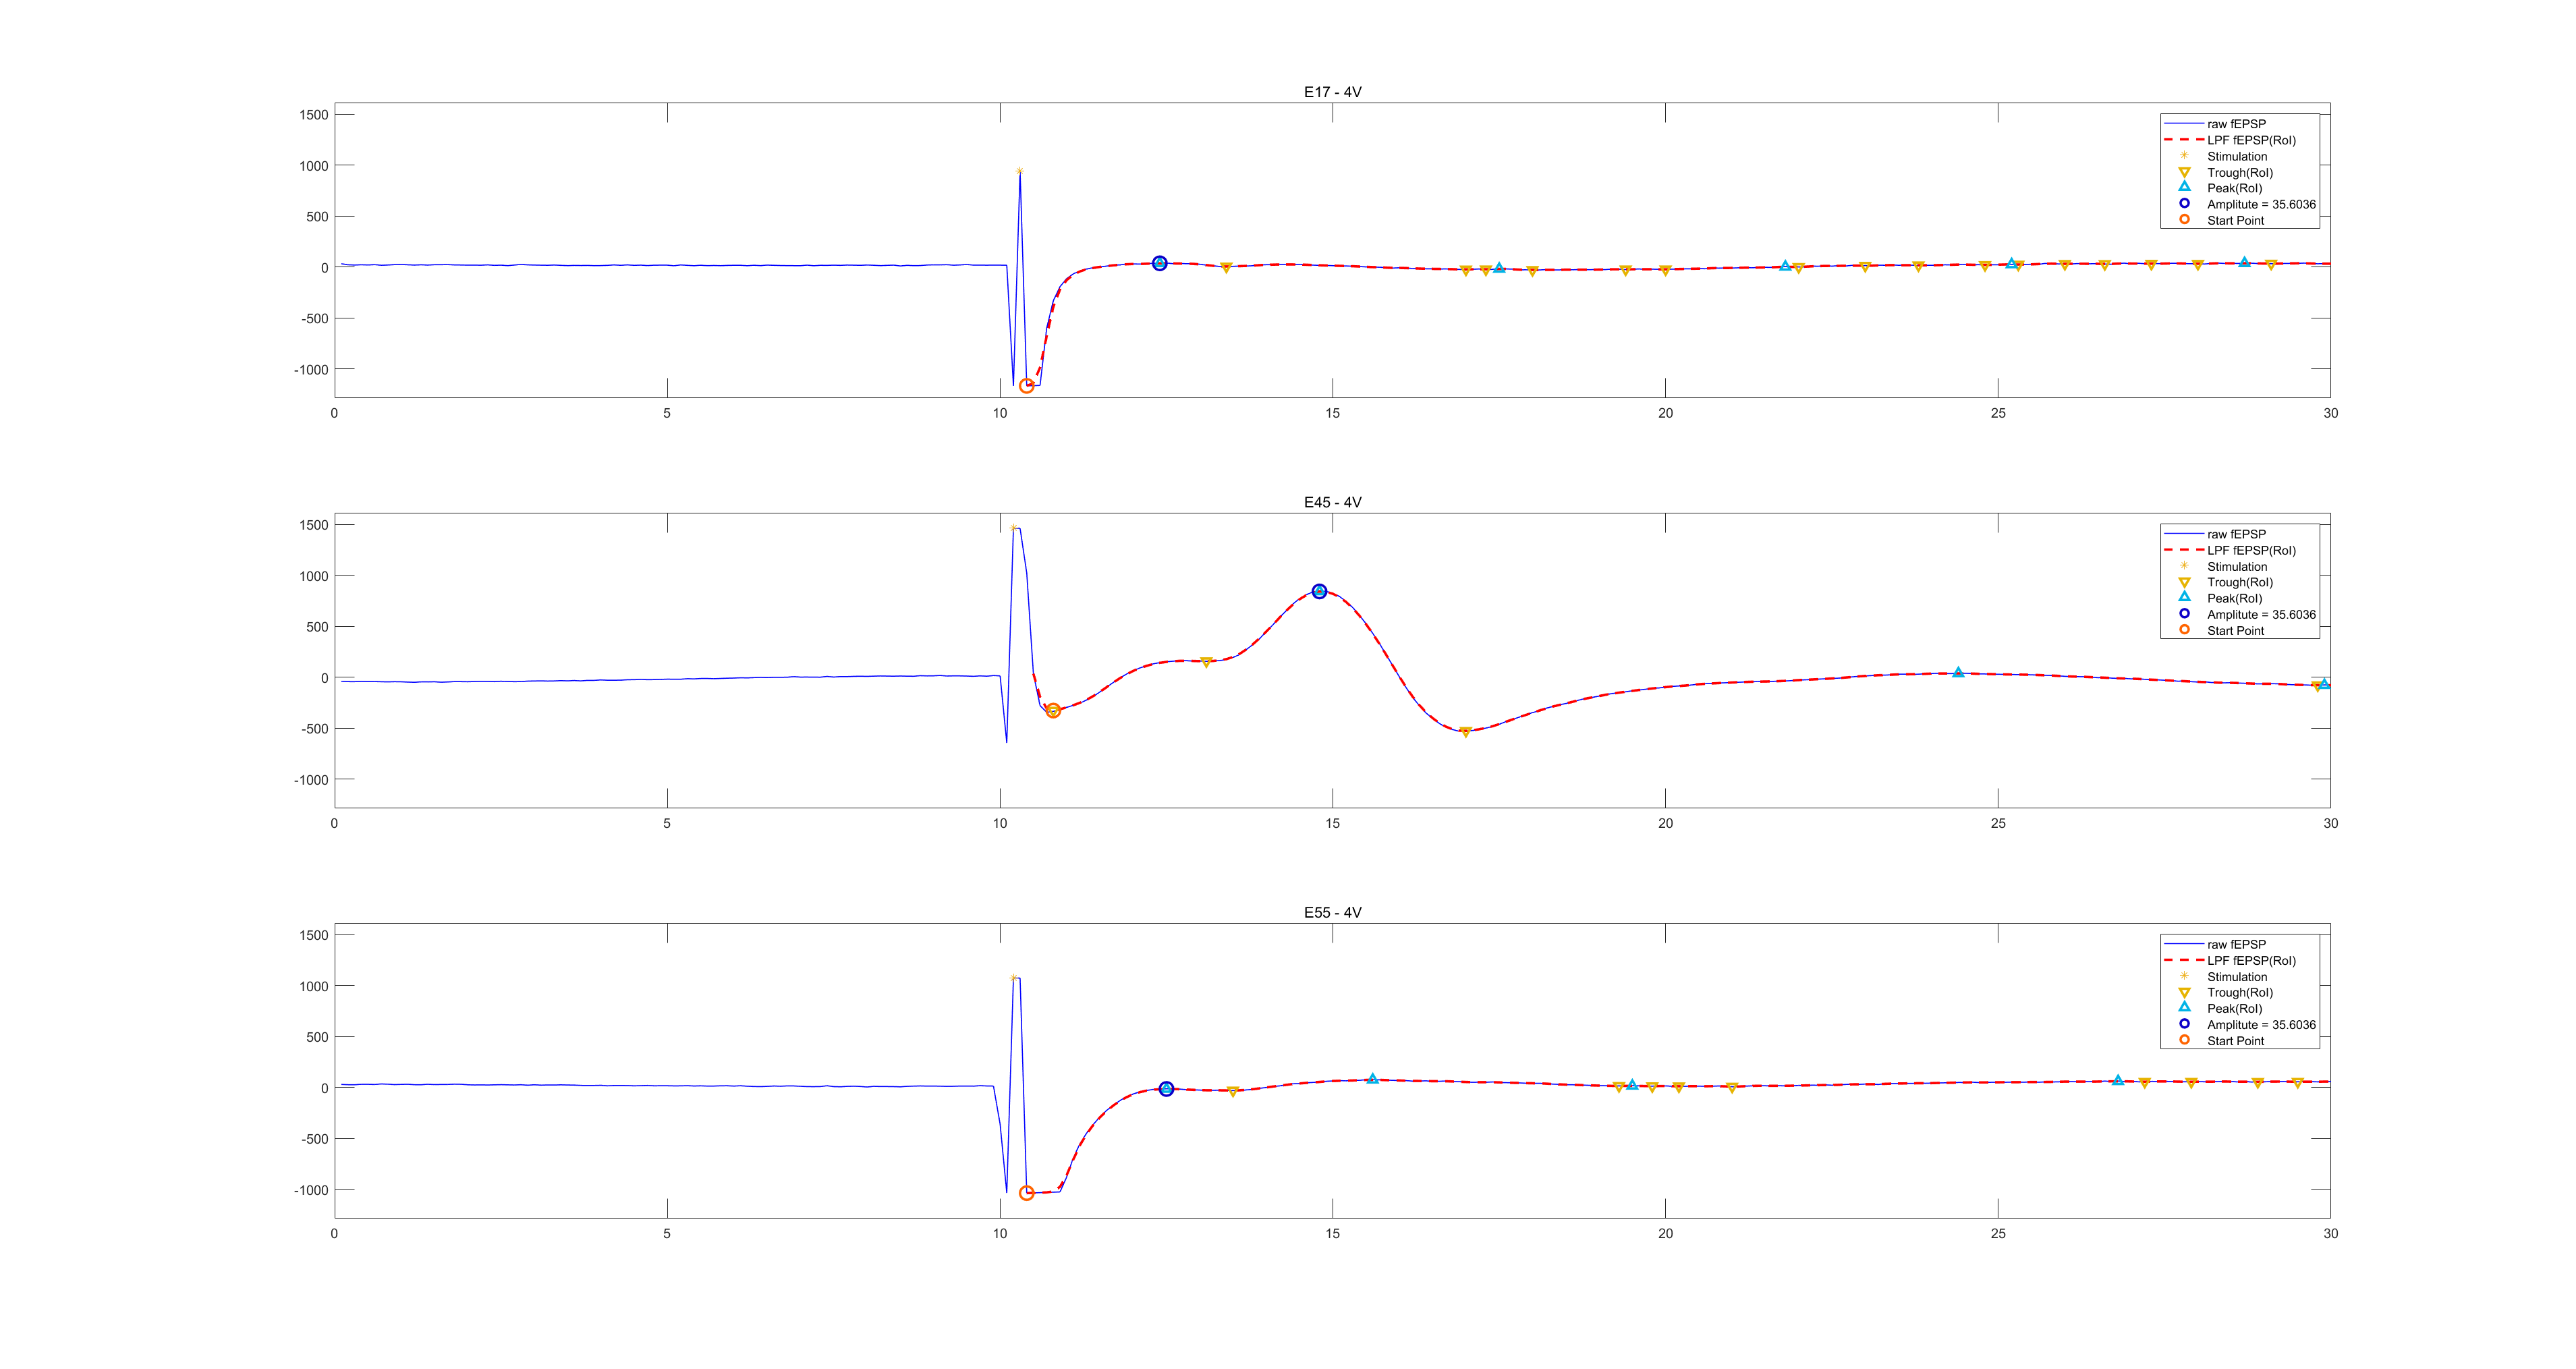 E17 - 4V
1500
1000
500
0
-500
-1000
0 5 10 15 20 25 30
raw fEPSP
LPF fEPSP(RoI)
Stimulation
Trough(RoI)
Peak(RoI)
Amplitute = 35.6036
Start Point
E45 - 4V
1500
1000
500
0
-500
-1000
0 5 10 15 20 25 30
raw fEPSP
LPF fEPSP(RoI)
Stimulation
Trough(RoI)
Peak(RoI)
Amplitute = 35.6036
Start Point
E55 - 4V
1500
1000
500
0
-500
-1000
0 5 10 15 20 25 30
raw fEPSP
LPF fEPSP(RoI)
Stimulation
Trough(RoI)
Peak(RoI)
Amplitute = 35.6036
Start Point